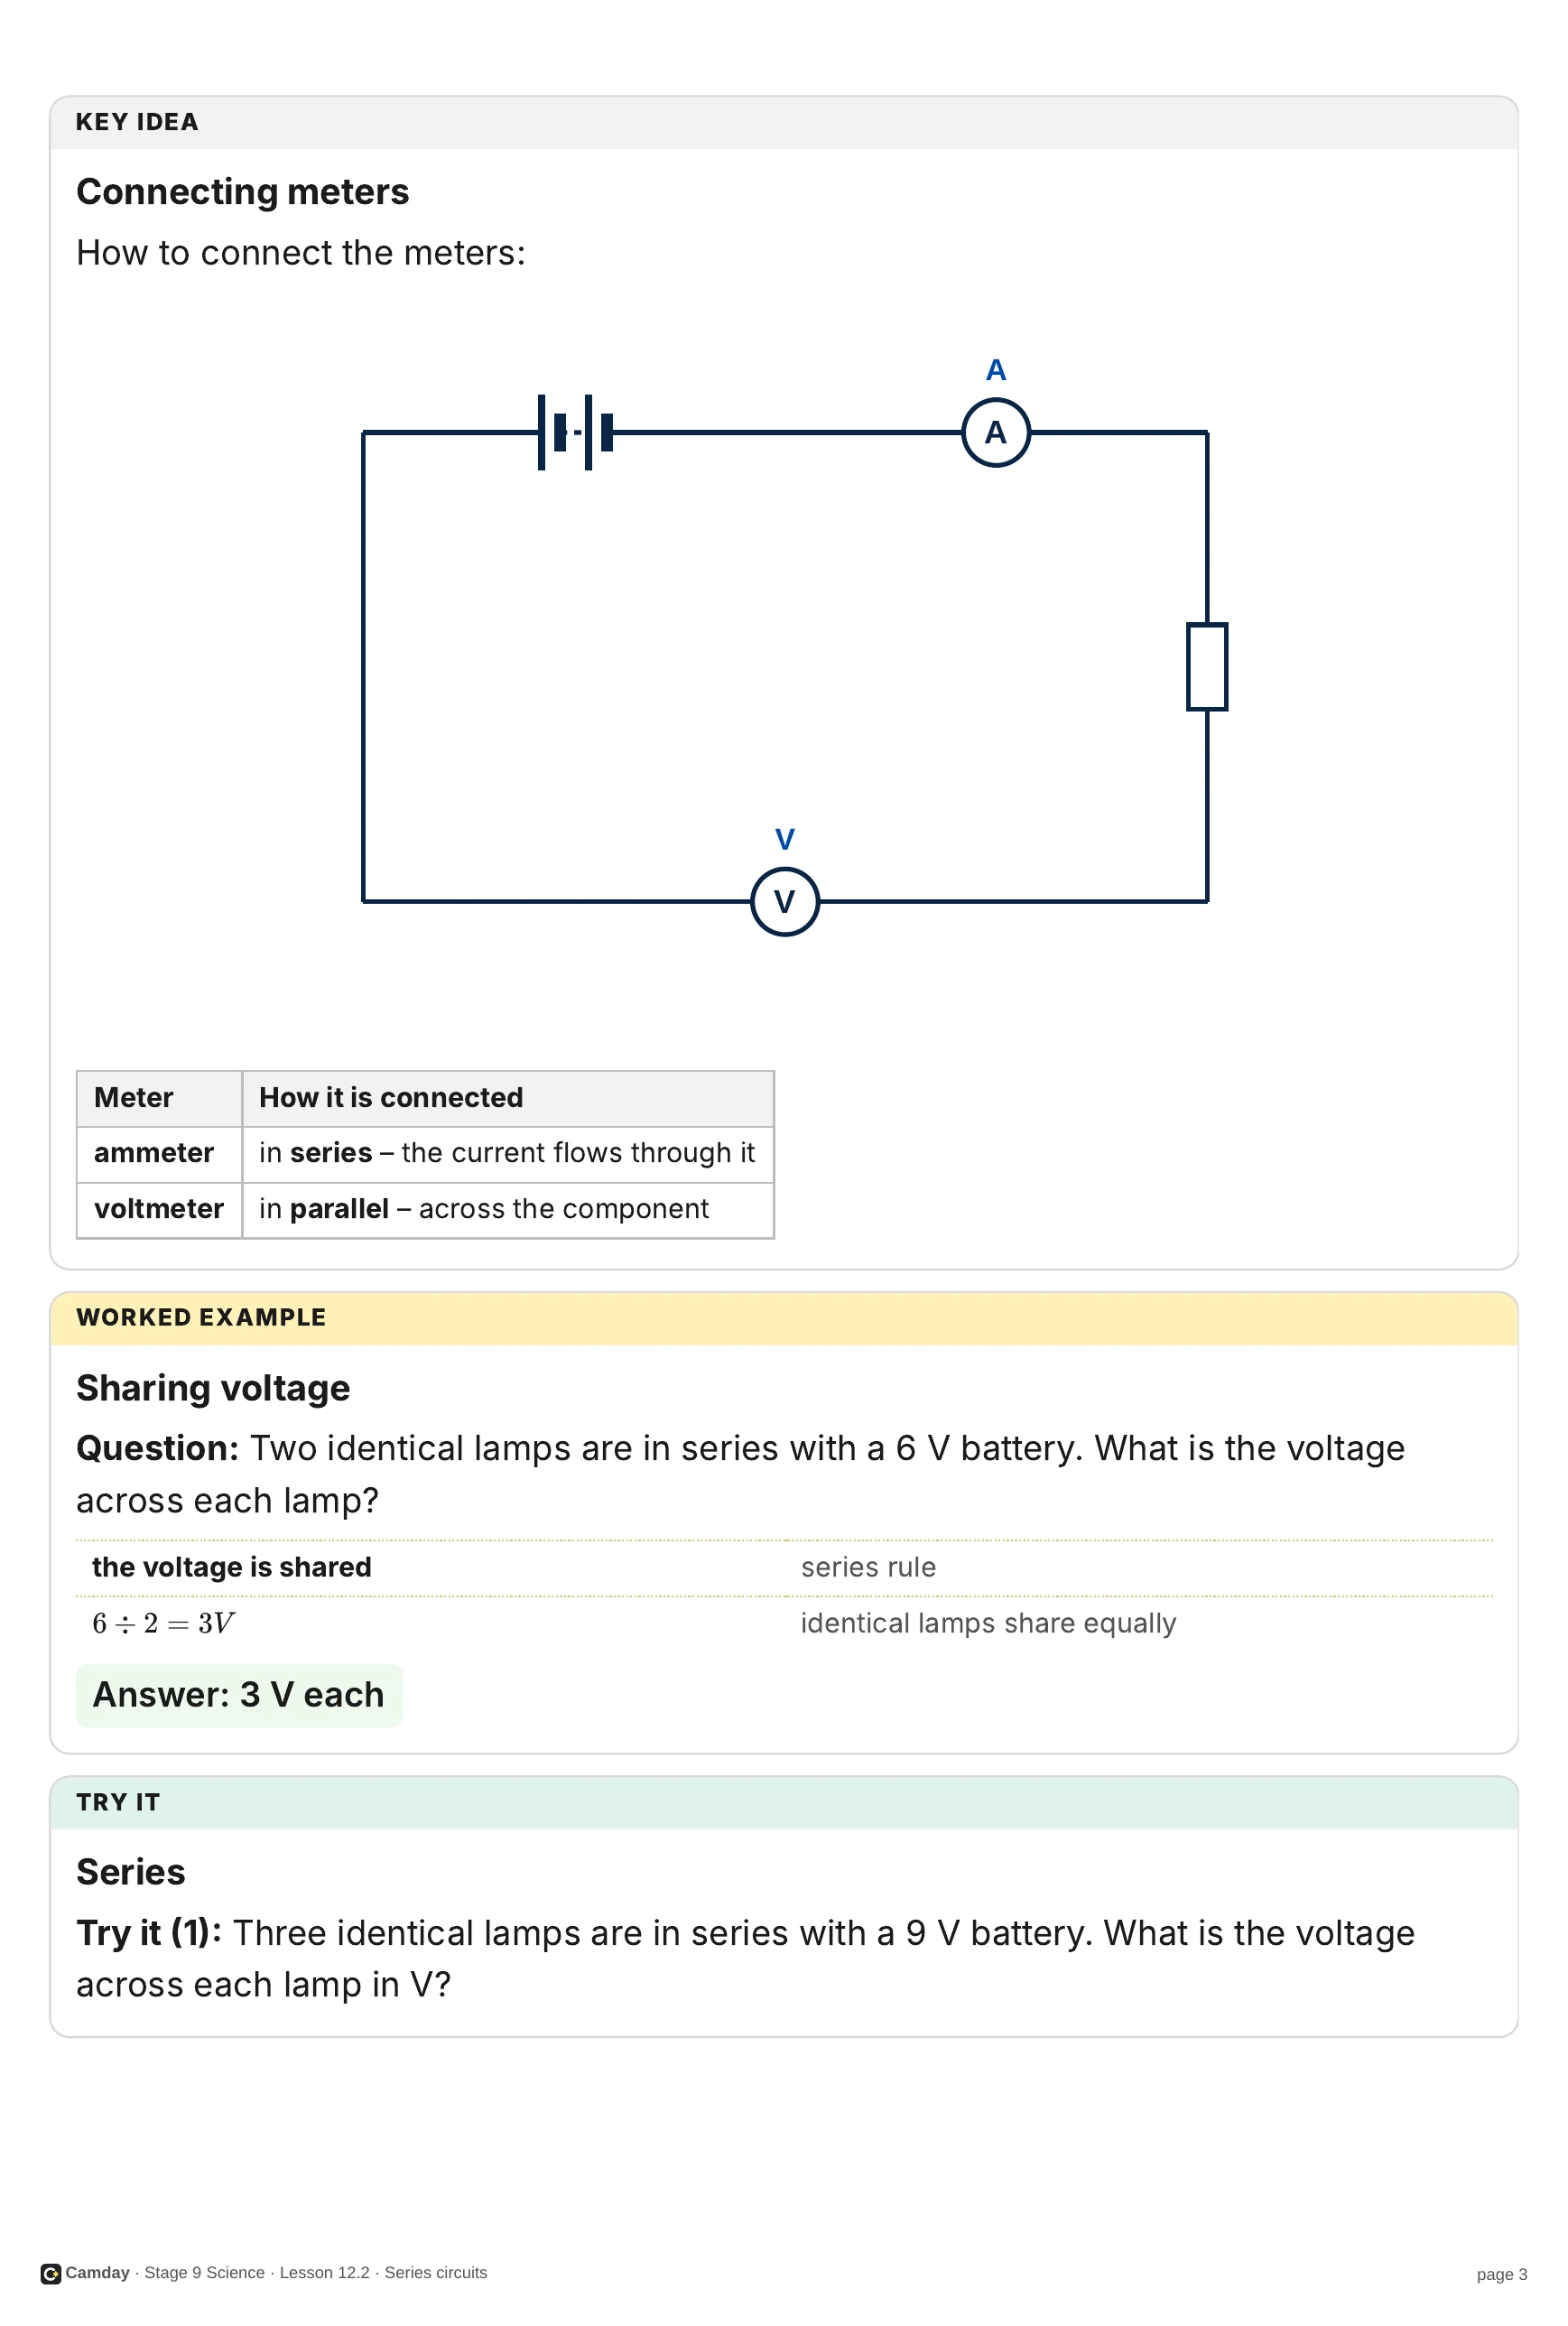 KEY IDEA
Connecting meters
How to connect the meters:
A
A
V
V
Meter How it is connected
ammeter in series – the current flows through it
voltmeter in parallel – across the component
WORKED EXAMPLE
Sharing voltage
Question: Two identical lamps are in series with a 6 V battery. What is the voltage
across each lamp?
the voltage is shared series rule
6 ÷ 2 = 3V identical lamps share equally
Answer: 3 V each
TRY IT
Series
Try it (1): Three identical lamps are in series with a 9 V battery. What is the voltage
across each lamp in V?
Camday · Stage 9 Science · Lesson 12.2 · Series circuits page 3